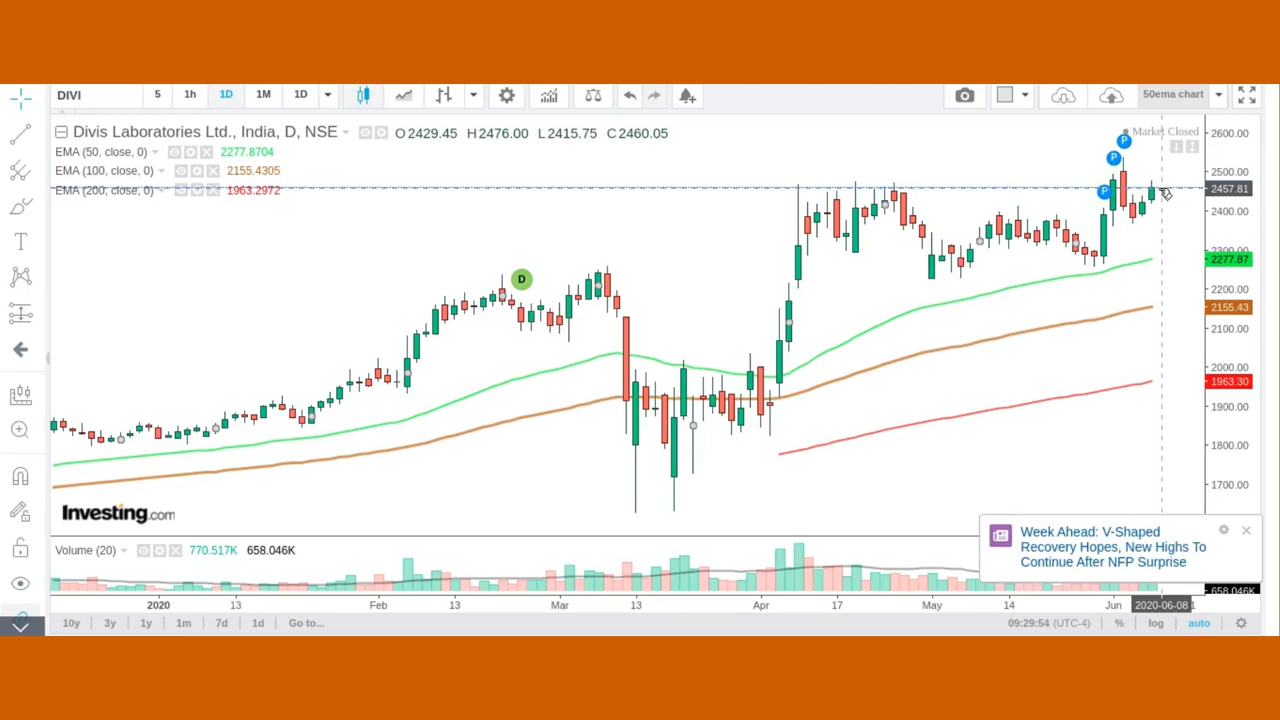 DIVI 5 1h 1D 1M 1D 50ema chart
Divis Laboratories Ltd., India, D, NSE O2429.45 H2476.00 L2415.75 C2460.05
Market Closed
EMA (50, close, 0) 2277.8704
EMA (100, close, 0) 2155.4305
EMA (200, close, 0) 1963.2972
P
P
P
D
2600.00
2500.00
2457.81
2400.00
2300.00
2277.87
2200.00
2155.43
2100.00
2000.00
1963.30
1900.00
1800.00
1700.00
Investing.com
Week Ahead: V-Shaped
Recovery Hopes, New Highs To
Continue After NFP Surprise
Volume (20) 770.517K 658.046K
658.046K
2020 13 Feb 13 Mar 13 Apr 17 May 14 Jun 2020-06-08
10y 3y 1y 1m 7d 1d Go to... 09:29:54 (UTC-4) % log auto